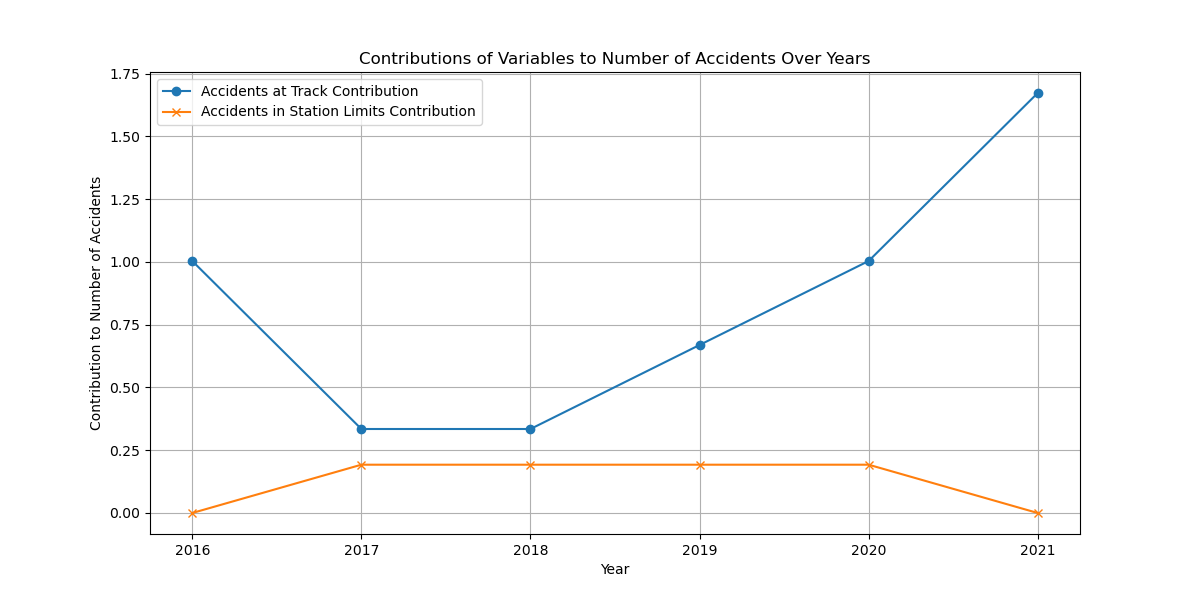 Contributions of Variables to Number of Accidents Over Years
Accidents at Track Contribution
Accidents in Station Limits Contribution
Contribution to Number of Accidents
1.75
1.50
1.25
1.00
0.75
0.50
0.25
0.00
2016 2017 2018 2019 2020 2021
Year